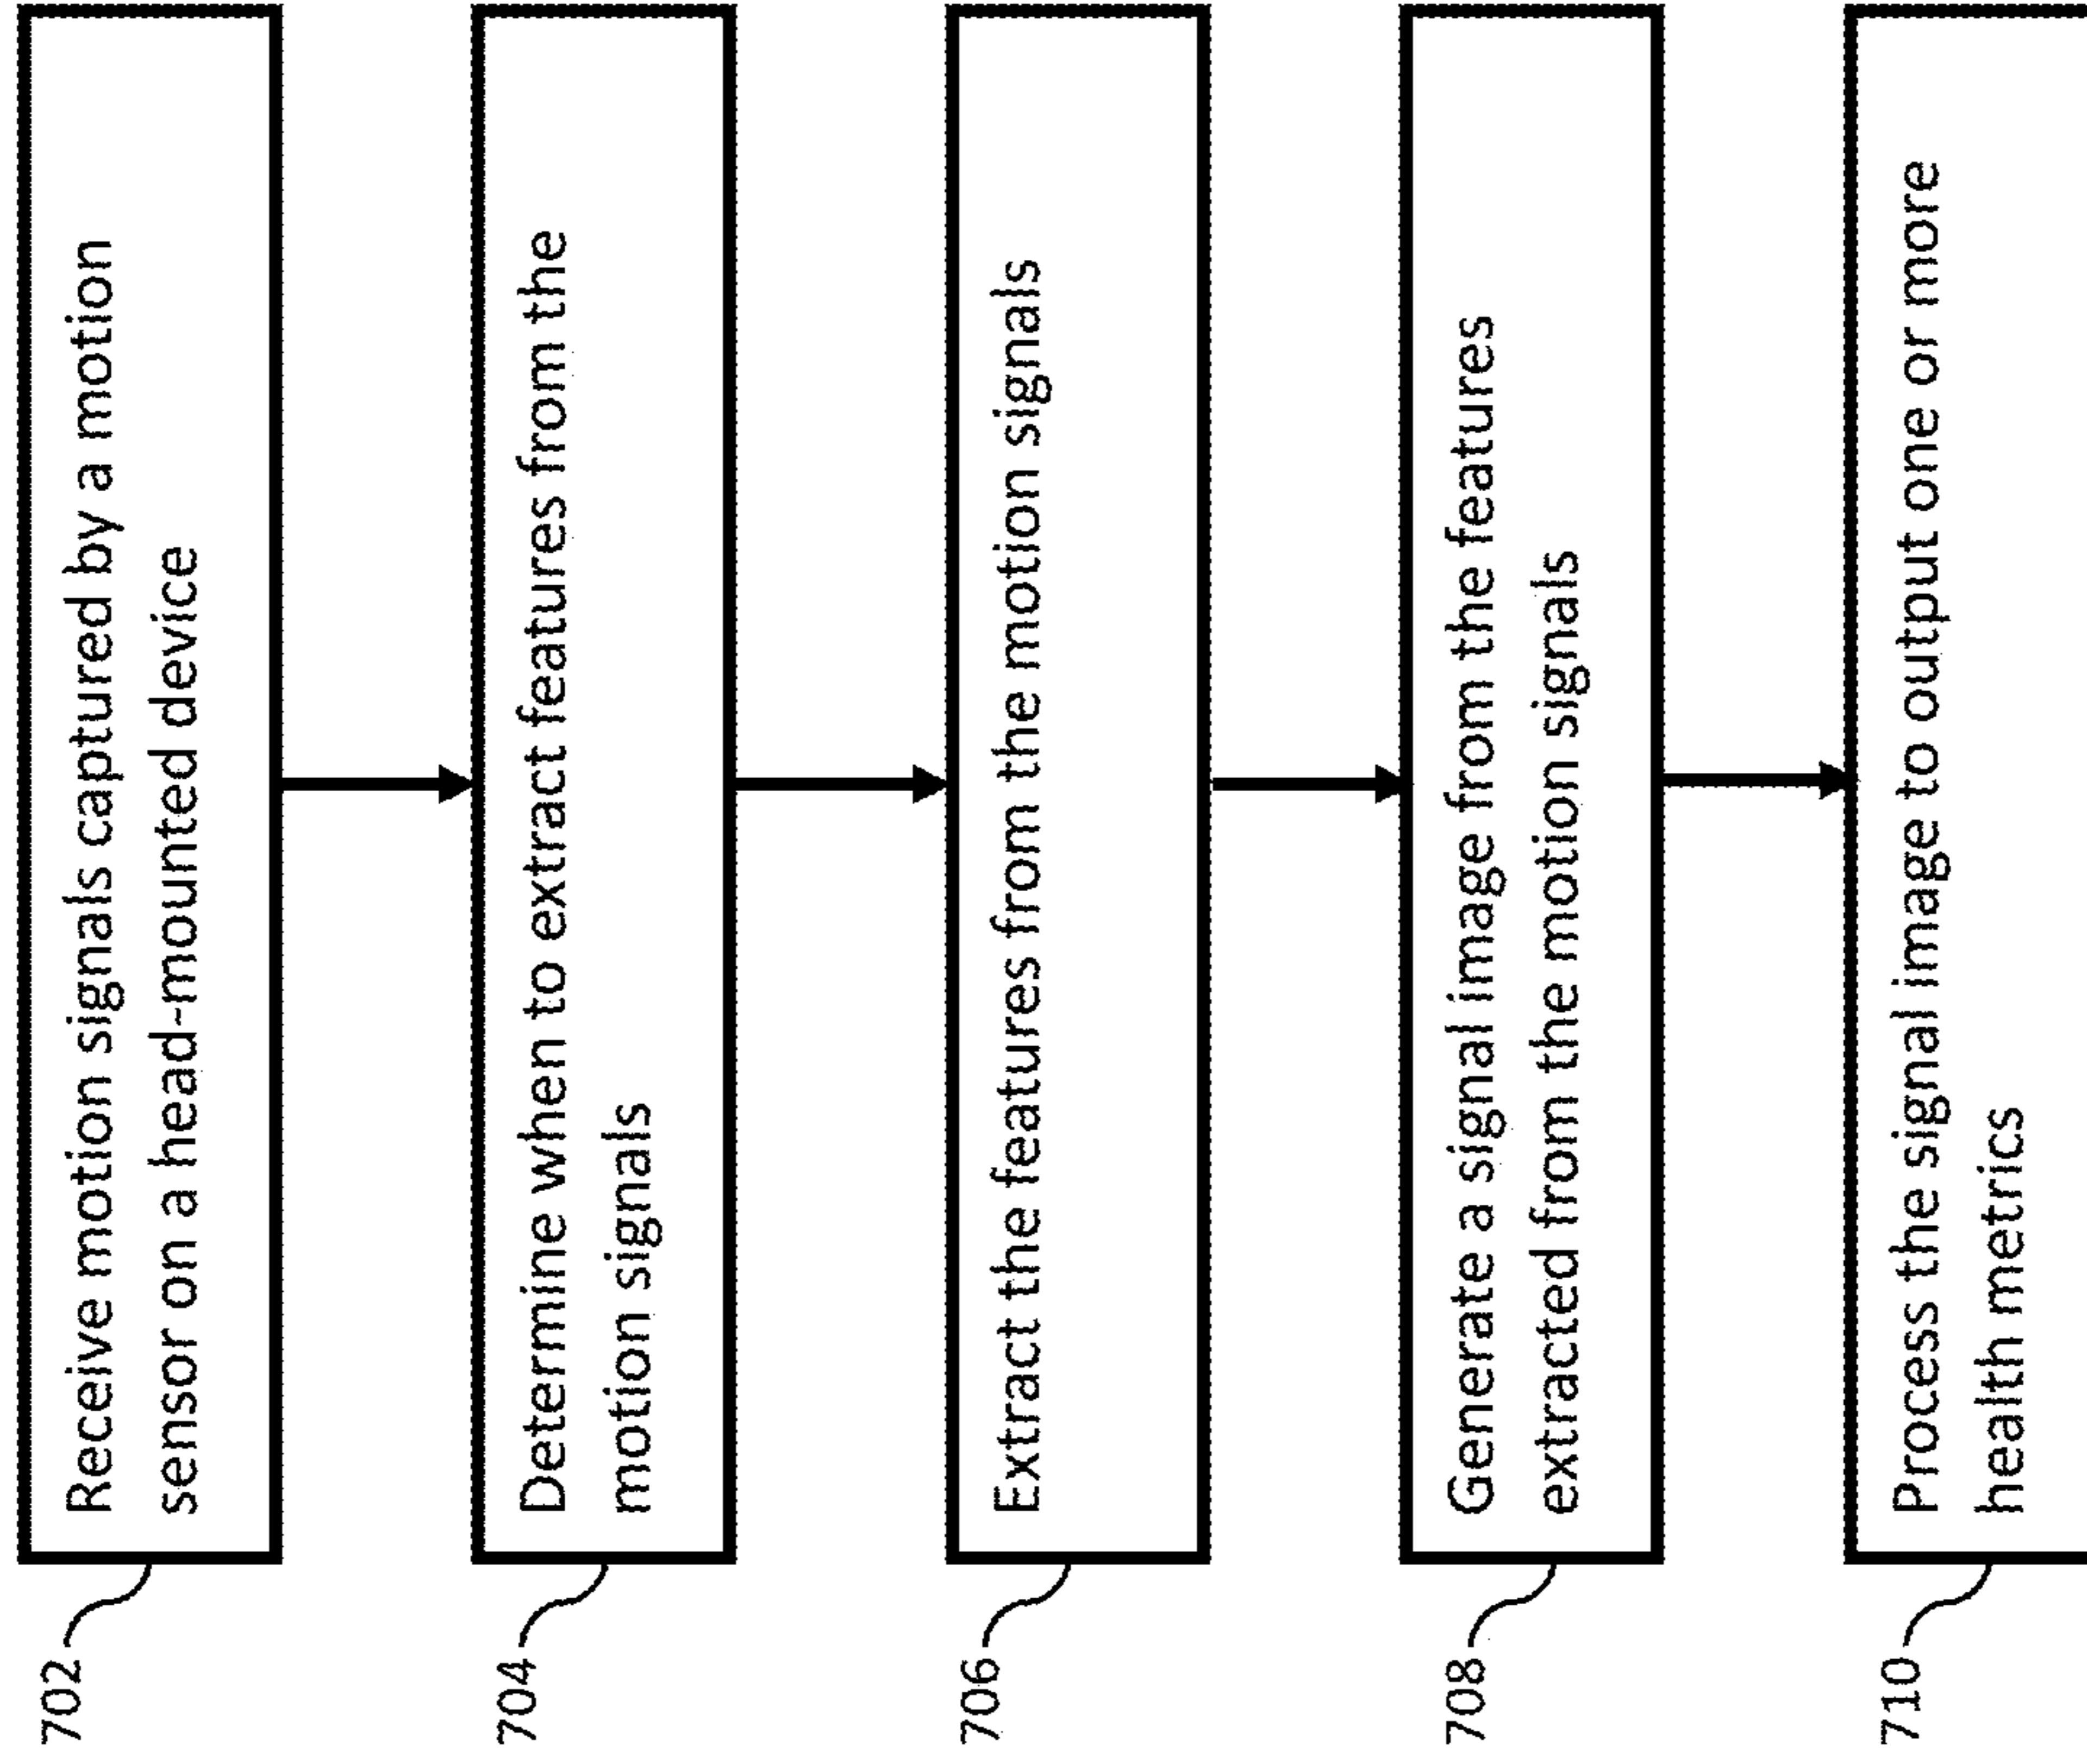 702
Receive motion signals captured by a motion
sensor on a head-mounted device
704
Determine when to extract features from the
motion signals
706
Extract the features from the motion signals
708
Generate a signal image from the features
extracted from the motion signals
710
Process the signal image to output one or more
health metrics